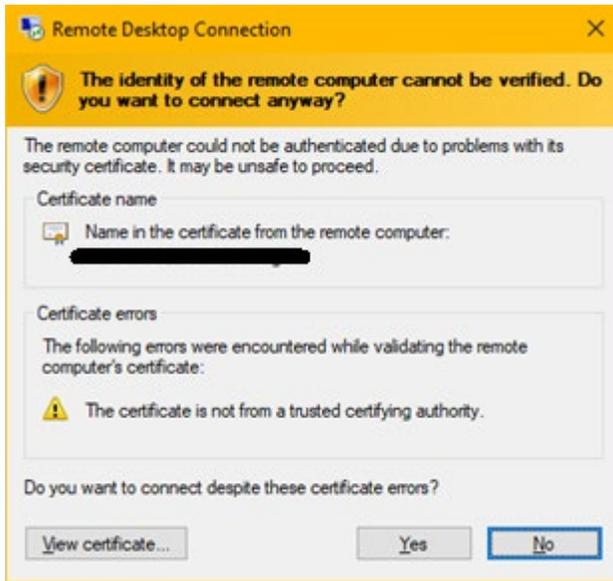 Remote Desktop Connection
The identity of the remote computer cannot be verified. Do
you want to connect anyway?
The remote computer could not be authenticated due to problems with its
security certificate. It may be unsafe to proceed.
Certificate name
Name in the certificate from the remote computer:
Certificate errors
The following errors were encountered while validating the remote
computer's certificate:
The certificate is not from a trusted certifying authority.
Do you want to connect despite these certificate errors?
View certificate...
Yes
No